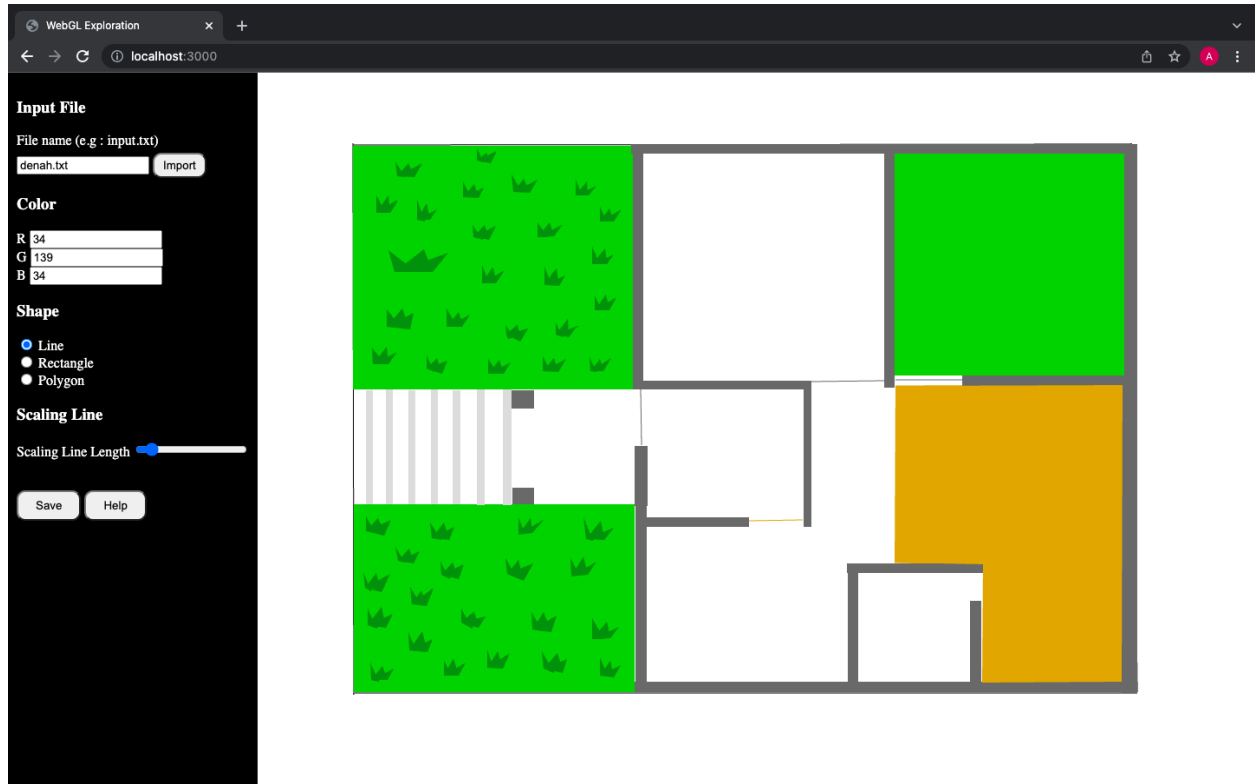 WebGL Exploration
localhost:3000
A
Input File
File name (e.g : input.txt)
denah.txt Import
Color
R 34
G 139
B 34
Shape
Line
Rectangle
Polygon
Scaling Line
Scaling Line Length
Save Help